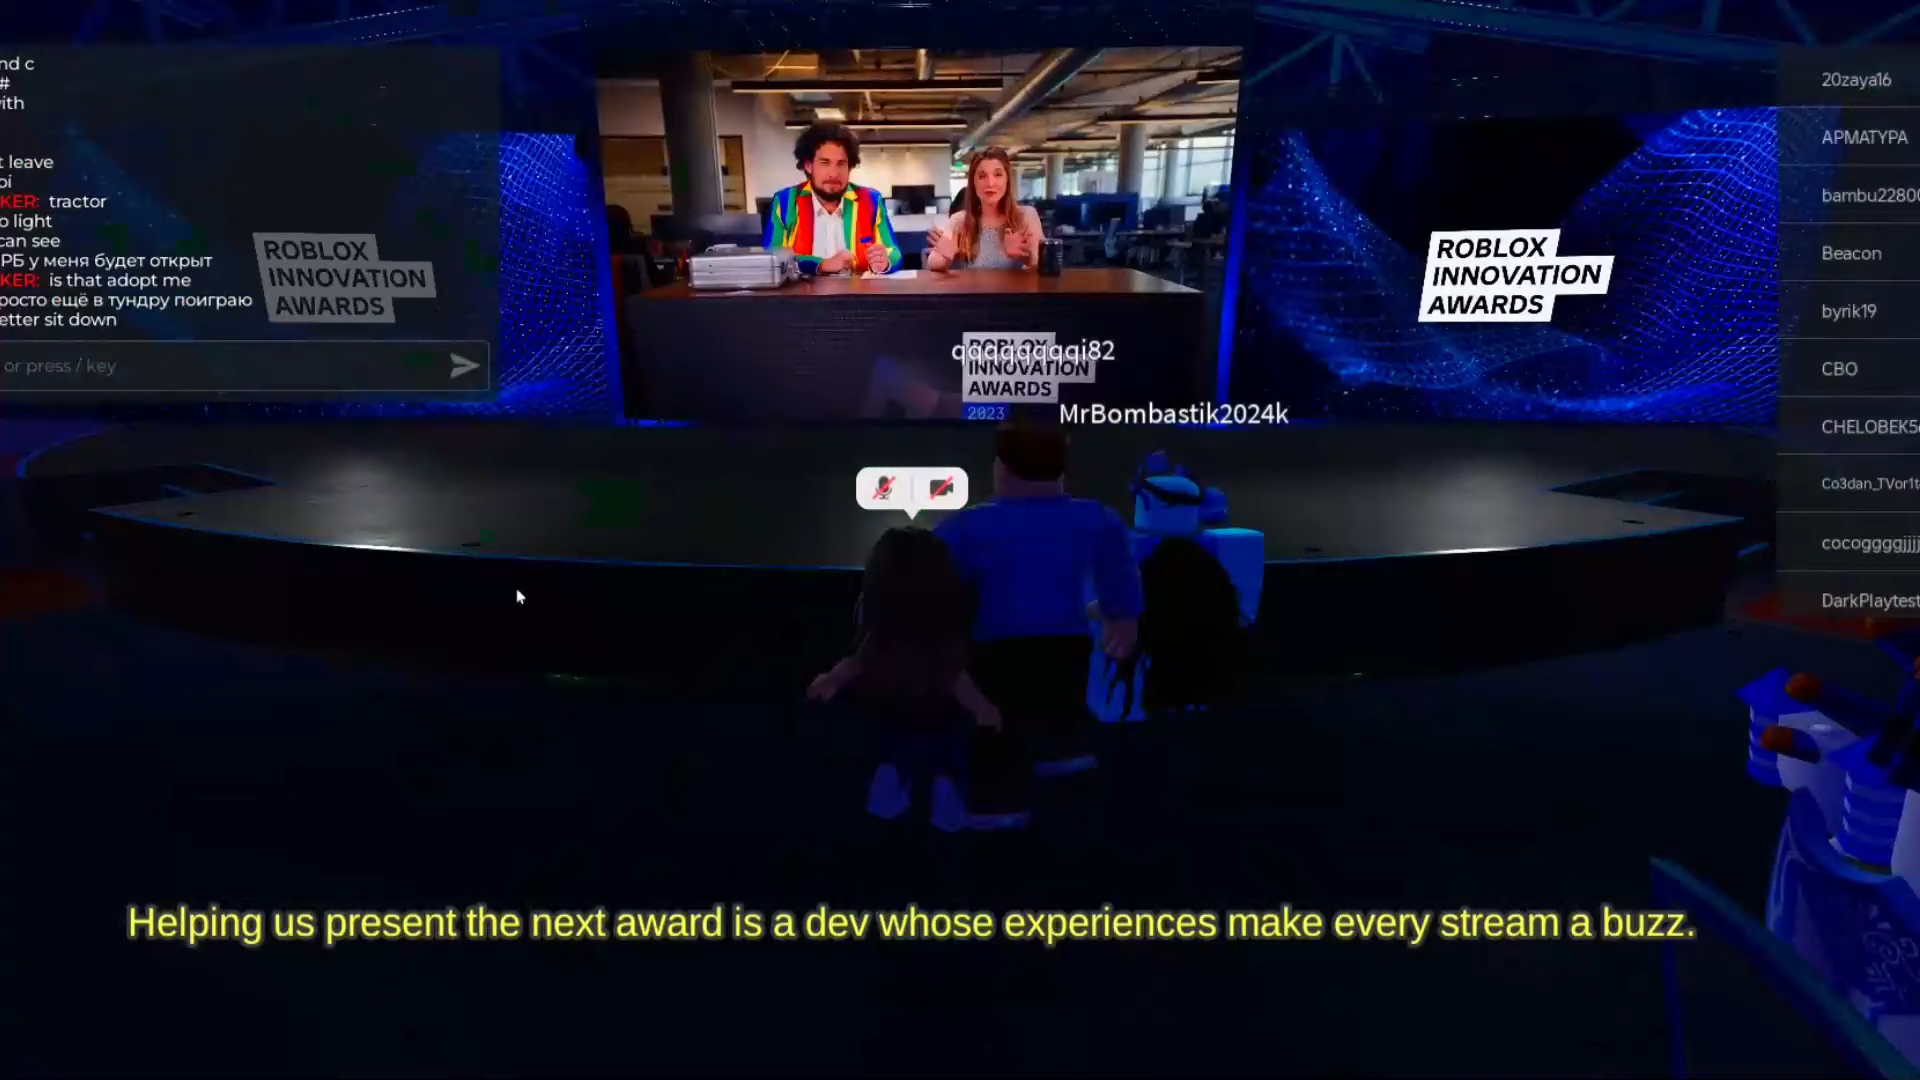 nd c
#
ith
t leave
oi
KER: tractor
o light
can see
РБ у меня будет открыт
KER: is that adopt me
росто ещё в тундру поиграю
etter sit down
or press / key
ROBLOX
INNOVATION
AWARDS
qqqqqqqqi82
ROBLOX
INNOVATION
AWARDS
2023
MrBombastik2024k
ROBLOX
INNOVATION
AWARDS
20zaya16
АРМАТУРА
bambu22800
Beacon
byrik19
CBO
CHELOBEK5
Co3dan_TVor1t
cocoggggjjjj
DarkPlaytest
Helping us present the next award is a dev whose experiences make every stream a buzz.